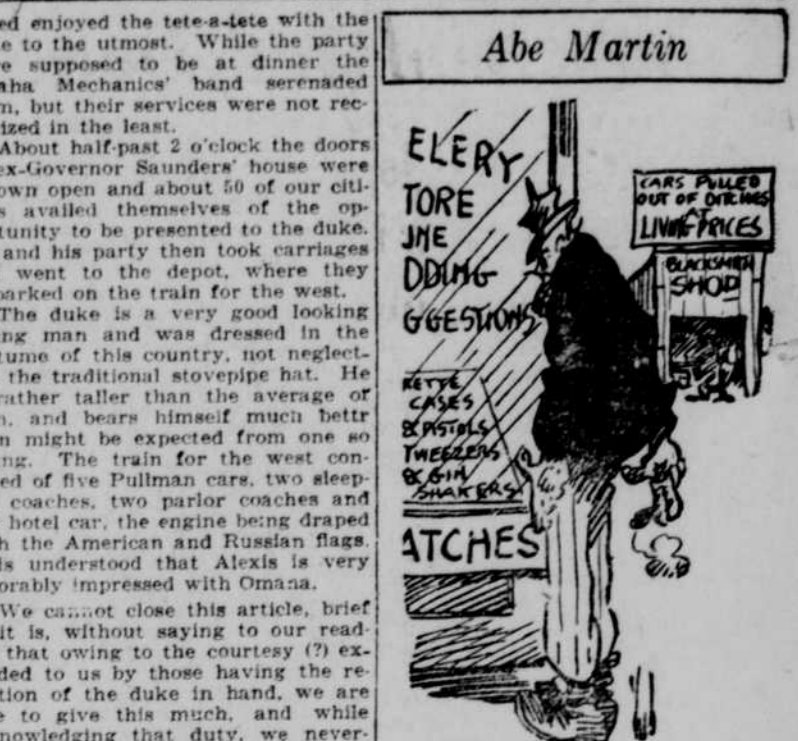 ed enjoyed the tete-a-tete with the
e to the utmost. While the party
e supposed to be at dinner the
aha Mechanics' band serenaded
m, but their services were not rec-
ized in the least.
About half-past 2 o'clock the doors
ex-Governor Saunders' house were
own open and about 50 of our citi-
s availed themselves of the op-
tunity to be presented to the duke.
and his party then took carriages
went to the depot, where they
barked on the train for the west.
The duke is a very good looking
ng man and was dressed in the
tume of this country, not neglect-
the traditional stovepipe hat. He
rather taller than the average of
n, and bears himself much bettr
n might be expected from one so
ng. The train for the west con-
ed of five Pullman cars, two sleep-
coaches, two parlor coaches and
hotel car, the engine being draped
h the American and Russian flags.
is understood that Alexis is very
orably impressed with Omana.
We cannot close this article, brief
it is, without saying to our read-
that owing to the courtesy (?) ex-
ded to us by those having the re-
tion of the duke in hand, we are
e to give this much, and while
nowledging that duty, we never-
Abe Martin
ELERY
TORE
JNE
DDING
GGESTIONS
RETTE
CASES
& PISTOLS
TWEEZERS
& GIN
SHAKERS
ATCHES
CARS PULLED
OUT OF DITCHES
AT
LIVING PRICES
BLACKSMITH
SHOP